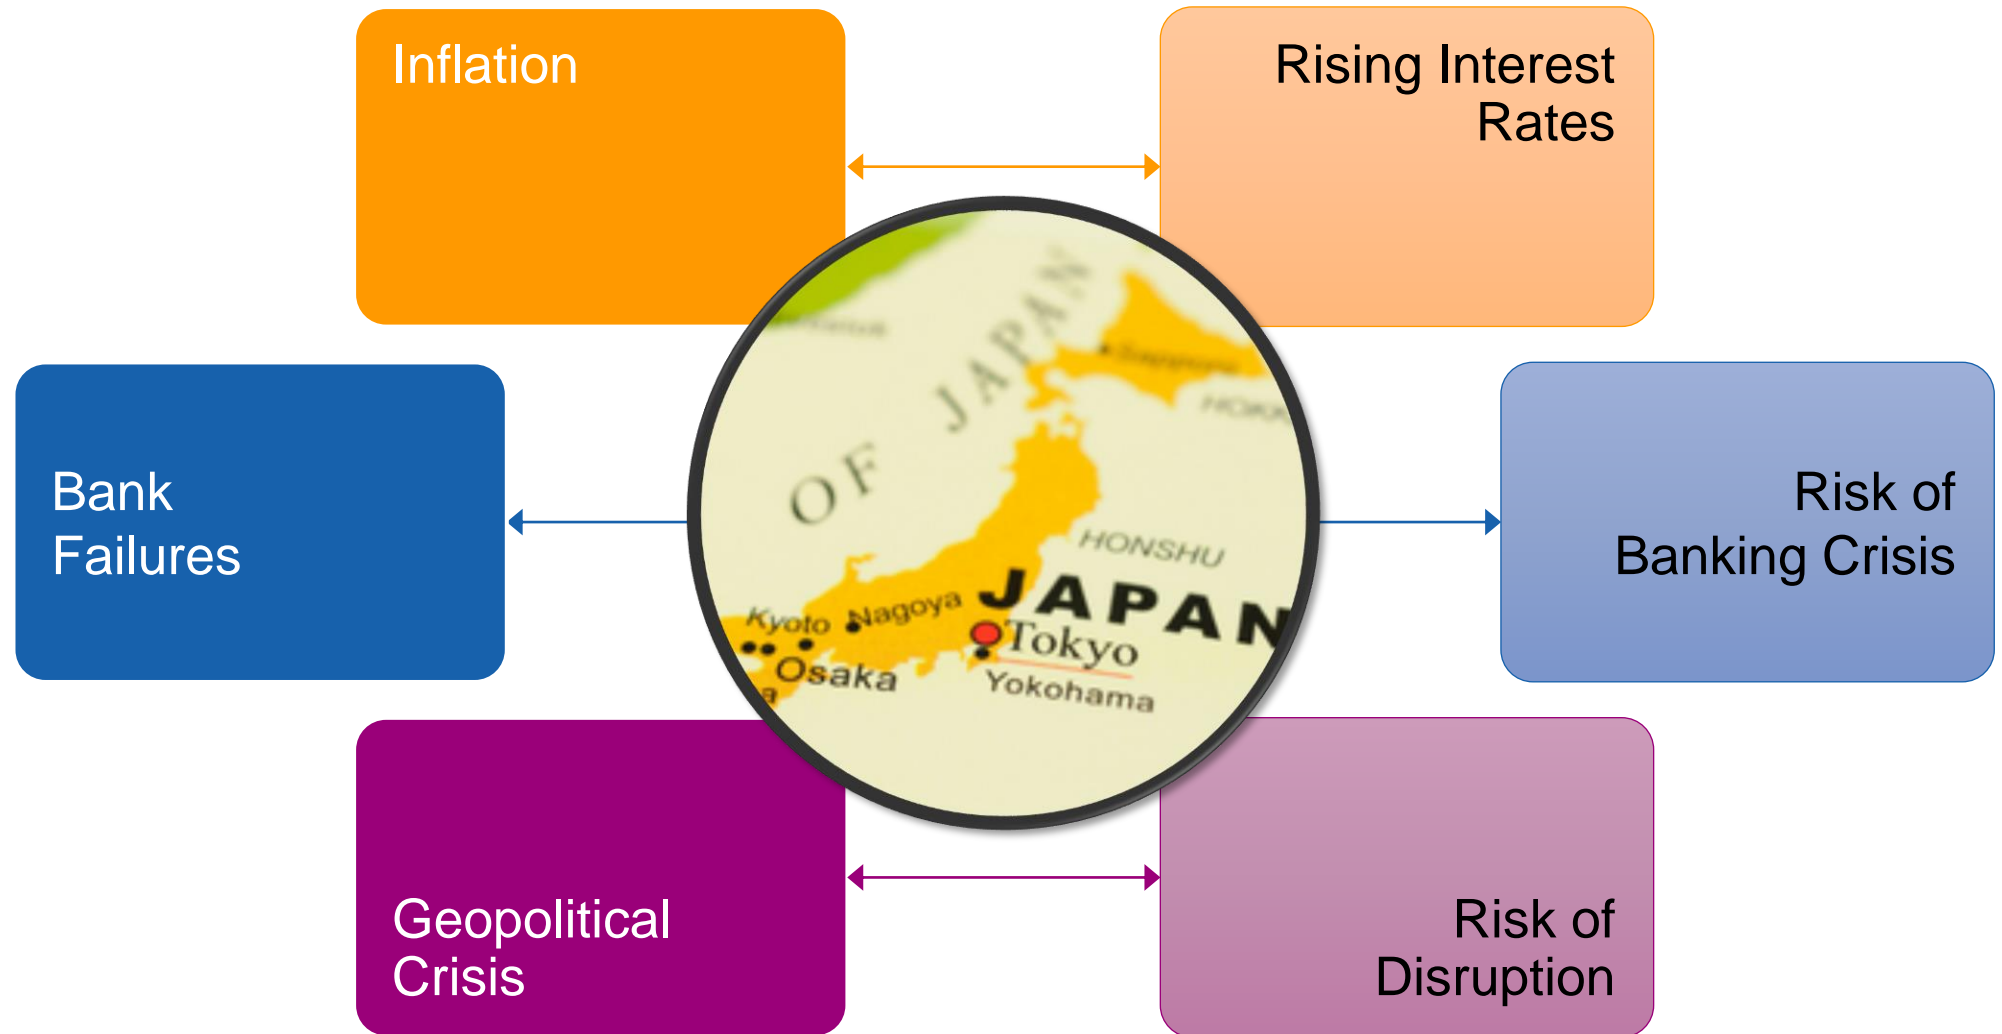 Inflation
Rising Interest
Rates
Bank
Failures
Risk of
Banking Crisis
Geopolitical
Crisis
Risk of
Disruption
OF JAPAN
Sapporo
HONSHU
JAPAN
Kyoto
Nagoya
Tokyo
Osaka
Yokohama
a